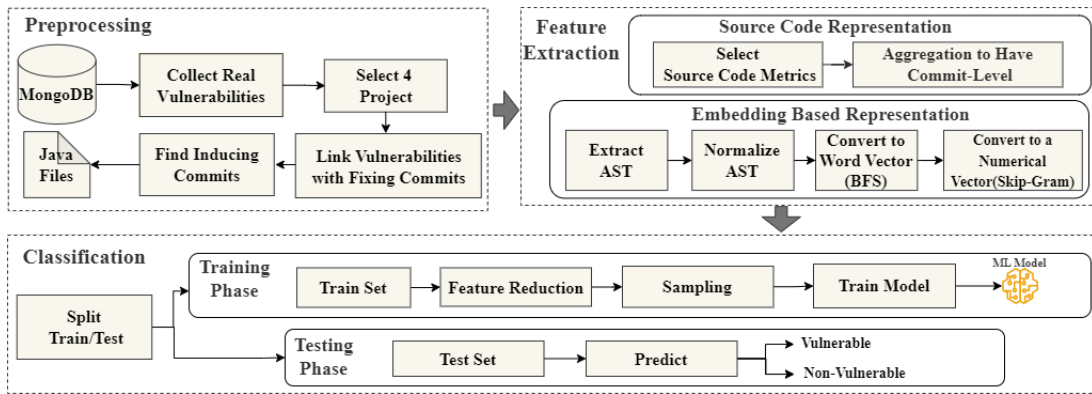 Preprocessing
MongoDB
Collect Real
Vulnerabilities
Select 4
Project
Java
Files
Find Inducing
Commits
Link Vulnerabilities
with Fixing Commits
Feature
Extraction
Source Code Representation
Select
Source Code Metrics
Aggregation to Have
Commit-Level
Embedding Based Representation
Extract
AST
Normalize
AST
Convert to
Word Vector
(BFS)
Convert to a
Numerical
Vector(Skip-Gram)
Classification
Split
Train/Test
Training
Phase
Train Set
Feature Reduction
Sampling
Train Model
ML Model
Testing
Phase
Test Set
Predict
Vulnerable
Non-Vulnerable